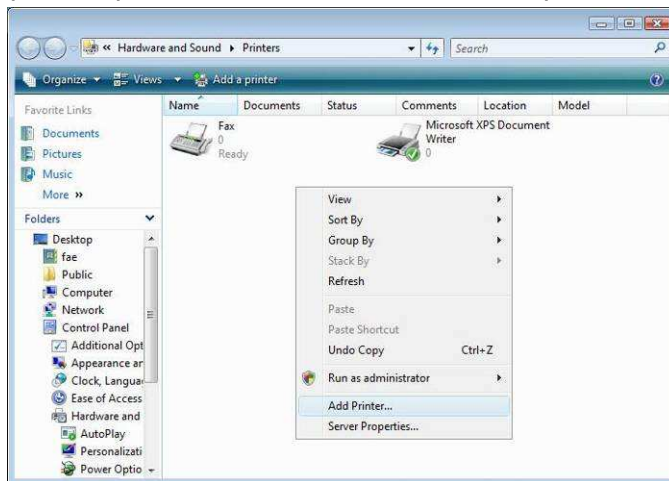 « Hardware and Sound ▸ Printers
Search
Organize Views Add a printer
Favorite Links
Documents
Pictures
Music
More »
Folders
Desktop
fae
Public
Computer
Network
Control Panel
Additional Opt
Appearance ar
Clock, Langua
Ease of Access
Hardware and
AutoPlay
Personalizati
Power Optio
Name Documents Status Comments Location Model
Fax
0
Ready
Microsoft XPS Document
Writer
0
View
Sort By
Group By
Stack By
Refresh
Paste
Paste Shortcut
Undo Copy Ctrl+Z
Run as administrator
Add Printer...
Server Properties...